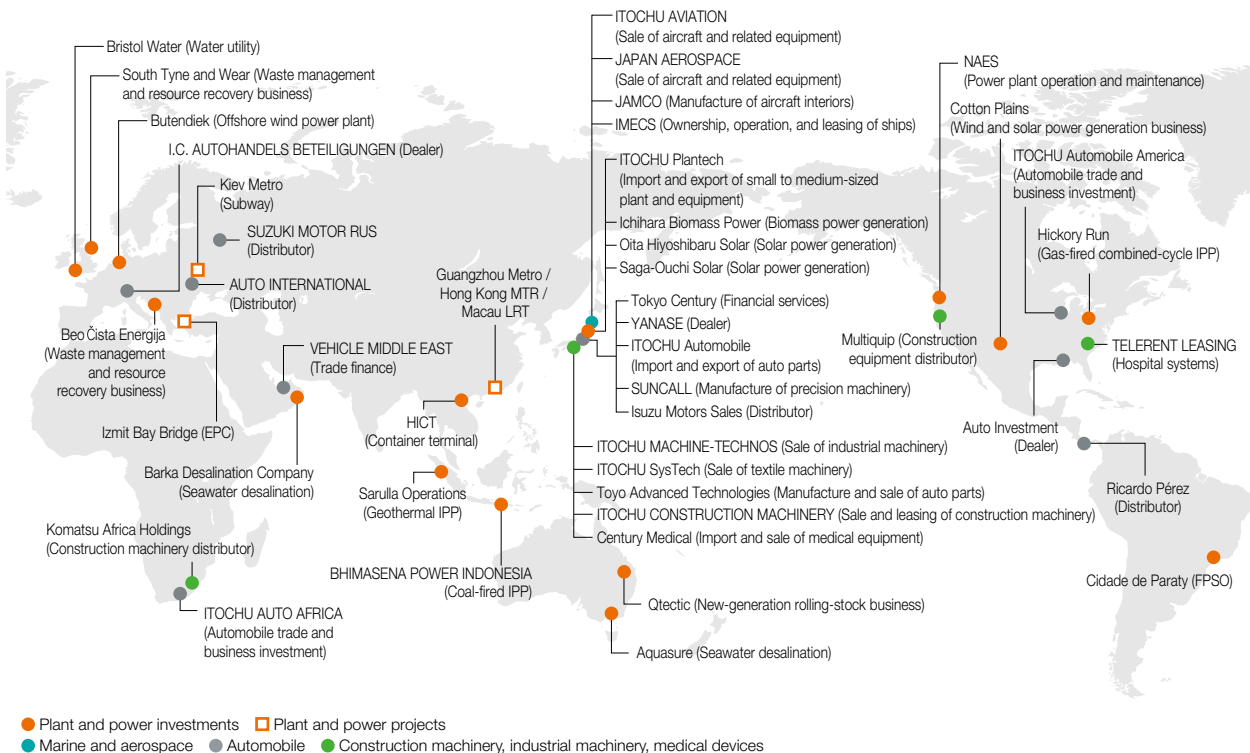 Bristol Water (Water utility)
South Tyne and Wear (Waste management
and resource recovery business)
Butendiek (Offshore wind power plant)
I.C. AUTOHANDELS BETEILIGUNGEN (Dealer)
Kiev Metro
(Subway)
SUZUKI MOTOR RUS
(Distributor)
AUTO INTERNATIONAL
(Distributor)
Beo Čista Energija
(Waste management
and resource
recovery business)
Izmit Bay Bridge (EPC)
VEHICLE MIDDLE EAST
(Trade finance)
Barka Desalination Company
(Seawater desalination)
Komatsu Africa Holdings
(Construction machinery distributor)
ITOCHU AUTO AFRICA
(Automobile trade and
business investment)
Guangzhou Metro /
Hong Kong MTR /
Macau LRT
HICT
(Container terminal)
Sarulla Operations
(Geothermal IPP)
BHIMASENA POWER INDONESIA
(Coal-fired IPP)
ITOCHU AVIATION
(Sale of aircraft and related equipment)
JAPAN AEROSPACE
(Sale of aircraft and related equipment)
JAMCO (Manufacture of aircraft interiors)
IMECS (Ownership, operation, and leasing of ships)
ITOCHU Plantech
(Import and export of small to medium-sized
plant and equipment)
Ichihara Biomass Power (Biomass power generation)
Oita Hiyoshibaru Solar (Solar power generation)
Saga-Ouchi Solar (Solar power generation)
Tokyo Century (Financial services)
YANASE (Dealer)
ITOCHU Automobile
(Import and export of auto parts)
SUNCALL (Manufacture of precision machinery)
Isuzu Motors Sales (Distributor)
ITOCHU MACHINE-TECHNOS (Sale of industrial machinery)
ITOCHU SysTech (Sale of textile machinery)
Toyo Advanced Technologies (Manufacture and sale of auto parts)
ITOCHU CONSTRUCTION MACHINERY (Sale and leasing of construction machinery)
Century Medical (Import and sale of medical equipment)
Qtectic (New-generation rolling-stock business)
Aquasure (Seawater desalination)
NAES
(Power plant operation and maintenance)
Cotton Plains
(Wind and solar power generation business)
ITOCHU Automobile America
(Automobile trade and
business investment)
Hickory Run
(Gas-fired combined-cycle IPP)
Multiquip (Construction
equipment distributor)
TELERENT LEASING
(Hospital systems)
Auto Investment
(Dealer)
Ricardo Pérez
(Distributor)
Cidade de Paraty (FPSO)
Plant and power investments Plant and power projects
Marine and aerospace Automobile Construction machinery, industrial machinery, medical devices